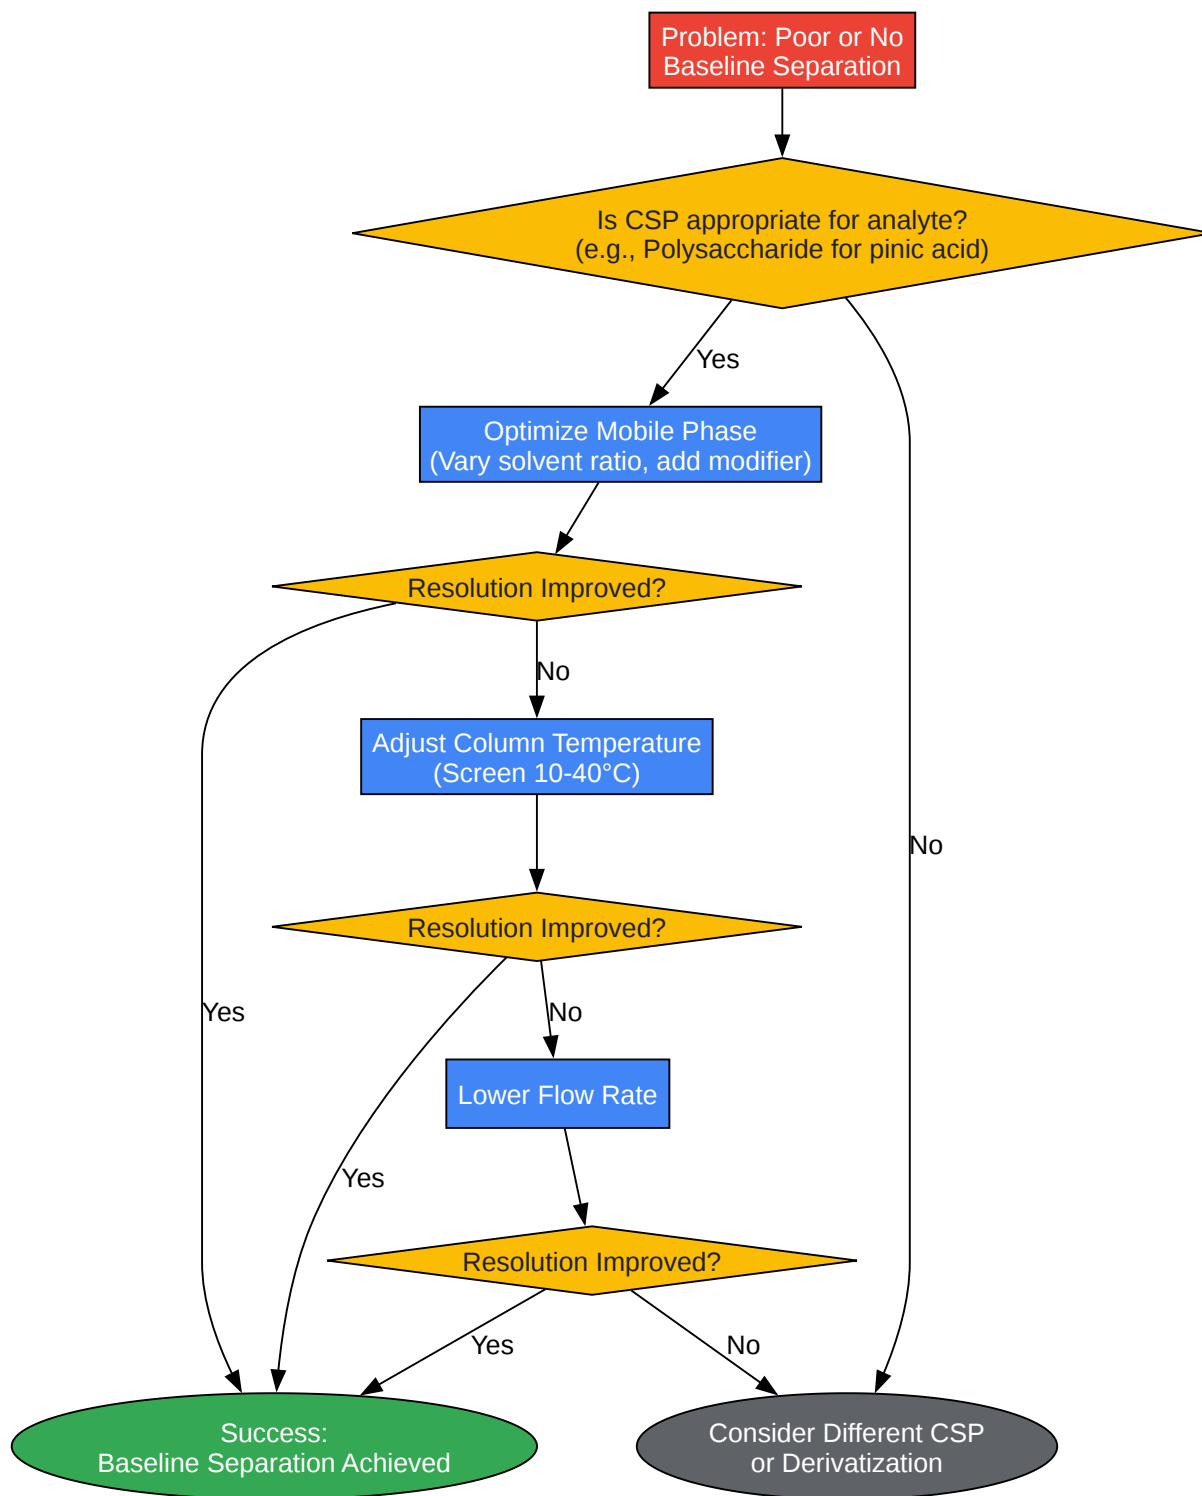 Problem: Poor or No
Baseline Separation
Is CSP appropriate for analyte?
(e.g., Polysaccharide for pinic acid)
Yes
Optimize Mobile Phase
(Vary solvent ratio, add modifier)
Resolution Improved?
No
Adjust Column Temperature
(Screen 10-40°C)
No
Resolution Improved?
Yes
No
Lower Flow Rate
Yes
Resolution Improved?
Yes
No
Success:
Baseline Separation Achieved
Consider Different CSP
or Derivatization